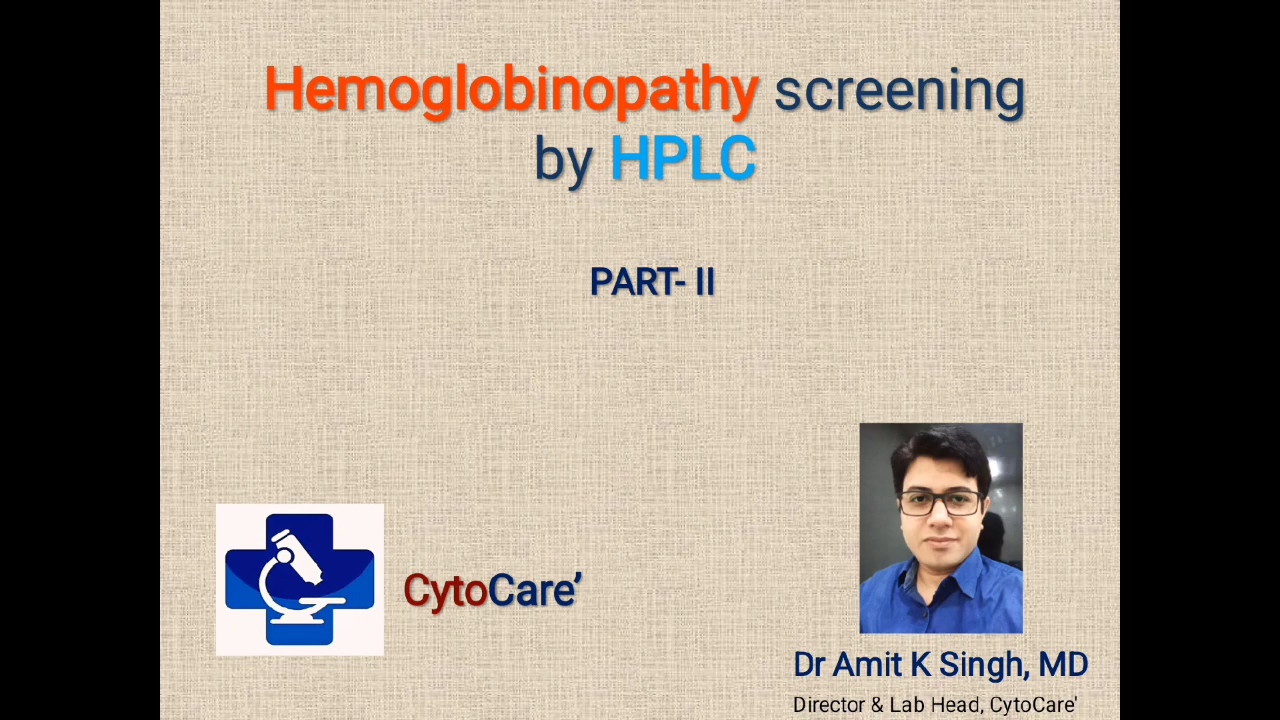 Hemoglobinopathy screening
by HPLC
PART- II
CytoCare’
Dr Amit K Singh, MD
Director & Lab Head, CytoCare'